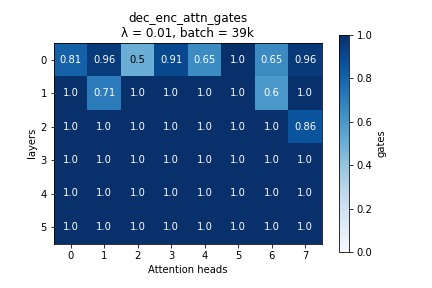 dec_enc_attn_gates
λ = 0.01, batch = 39k
0 0.81 0.96 0.5 0.91 0.65 1.0 0.65 0.96
1 1.0 0.71 1.0 1.0 1.0 1.0 0.6 1.0
2 1.0 1.0 1.0 1.0 1.0 1.0 1.0 0.86
3 1.0 1.0 1.0 1.0 1.0 1.0 1.0 1.0
4 1.0 1.0 1.0 1.0 1.0 1.0 1.0 1.0
5 1.0 1.0 1.0 1.0 1.0 1.0 1.0 1.0
0 1 2 3 4 5 6 7
layers
Attention heads
1.0
0.8
0.6
0.4
0.2
0.0
gates